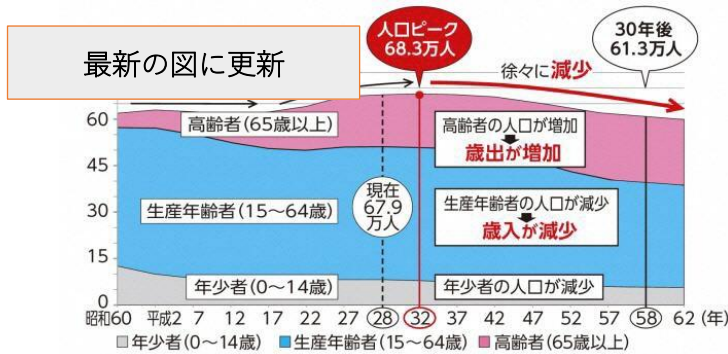 最新の図に更新
人口ピーク
68.3万人
30年後
61.3万人
徐々に減少
60
45
30
15
0
高齢者(65歳以上)
高齢者の人口が増加
歳出が増加
現在
67.9
万人
生産年齢者(15〜64歳)
生産年齢者の人口が減少
歳入が減少
年少者(0〜14歳)
年少者の人口が減少
昭和60 平成2 7 12 17 22 27 28 32 37 42 47 52 57 58 62 (年)
年少者(0〜14歳) 生産年齢者(15〜64歳) 高齢者(65歳以上)